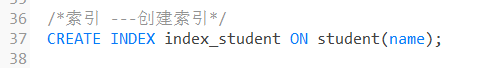 36 /*索引 ---创建索引*/
37 CREATE INDEX index_student ON student(name);
38